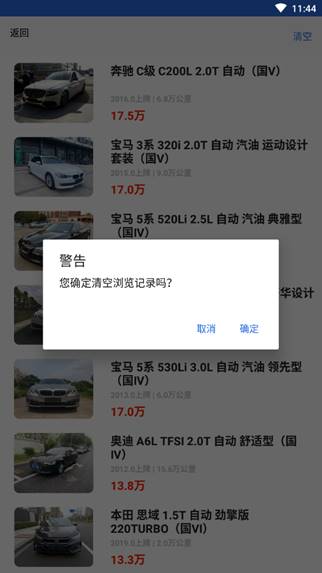 11:44
返回
清空
奔驰 C级 C200L 2.0T 自动（国V）
2016.0上牌 | 6.8万公里
17.5万
宝马 3系 320i 2.0T 自动 汽油 运动设计
套装（国V）
2015.0上牌 | 9.0万公里
17.0万
宝马 5系 520Li 2.5L 自动 典雅型
（国IV）
警告
您确定清空浏览记录吗?
华设计
取消
确定
宝马 5系 530Li 3.0L 自动 汽油 领先型
（国IV）
2013.0上牌 | 6.0万公里
17.0万
奥迪 A6L TFSI 2.0T 自动 舒适型（国
IV）
2012.0上牌 | 15.6万公里
13.8万
本田 思域 1.5T 自动 劲擎版
220TURBO（国VI）
2019.0上牌 | 2.0万公里
13.3万